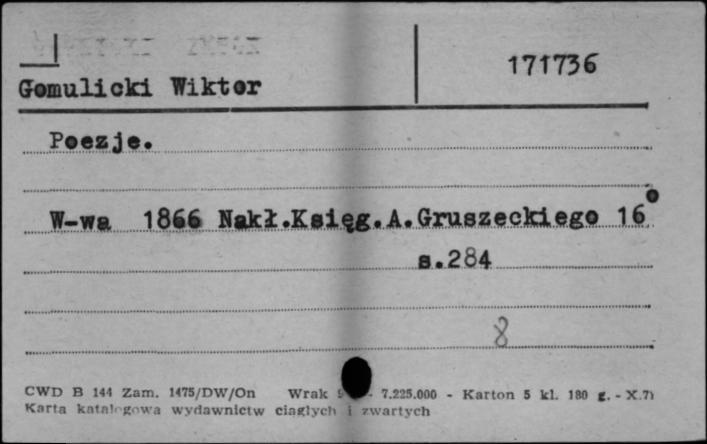 171736
Gomulicki Wiktor
Poezje.
W-wa 1866 Nakł.Księg.A.Gruszeckiego 16°
s.284
8
CWD B 144 Zam. 1475/DW/On Wrak 7.225.000 - Karton 5 kl. 180 g. - X.71
Karta katalogowa wydawnictw ciągłych i zwartych